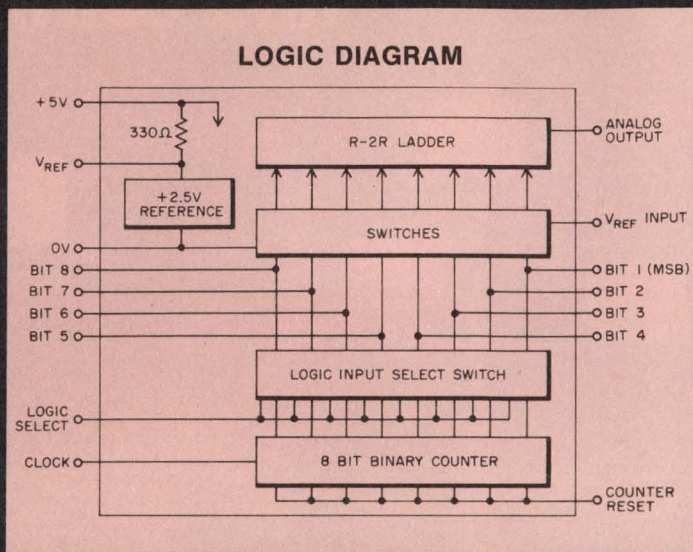 LOGIC DIAGRAM
+5V
330Ω
VREF
+2.5V
REFERENCE
0V
BIT 8
BIT 7
BIT 6
BIT 5
LOGIC
SELECT
CLOCK
R-2R LADDER
SWITCHES
LOGIC INPUT SELECT SWITCH
8 BIT BINARY COUNTER
ANALOG
OUTPUT
VREF INPUT
BIT 1 (MSB)
BIT 2
BIT 3
BIT 4
COUNTER
RESET